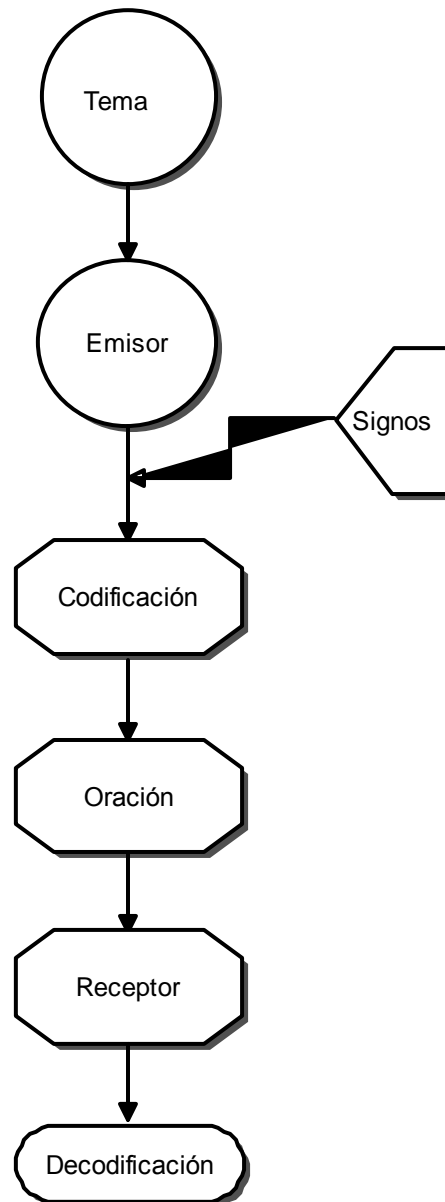 Tema
Emisor
Signos
Codificación
Oración
Receptor
Decodificación